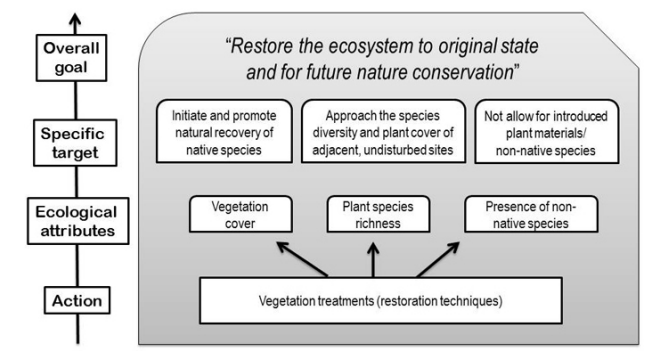 Overall
goal
"Restore the ecosystem to original state
and for future nature conservation"
Specific
target
Initiate and promote
natural recovery of
native species
Approach the species
diversity and plant cover of
adjacent, undisturbed sites
Not allow for introduced
plant materials/
non-native species
Ecological
attributes
Vegetation
cover
Plant species
richness
Presence of non-
native species
Action
Vegetation treatments (restoration techniques)